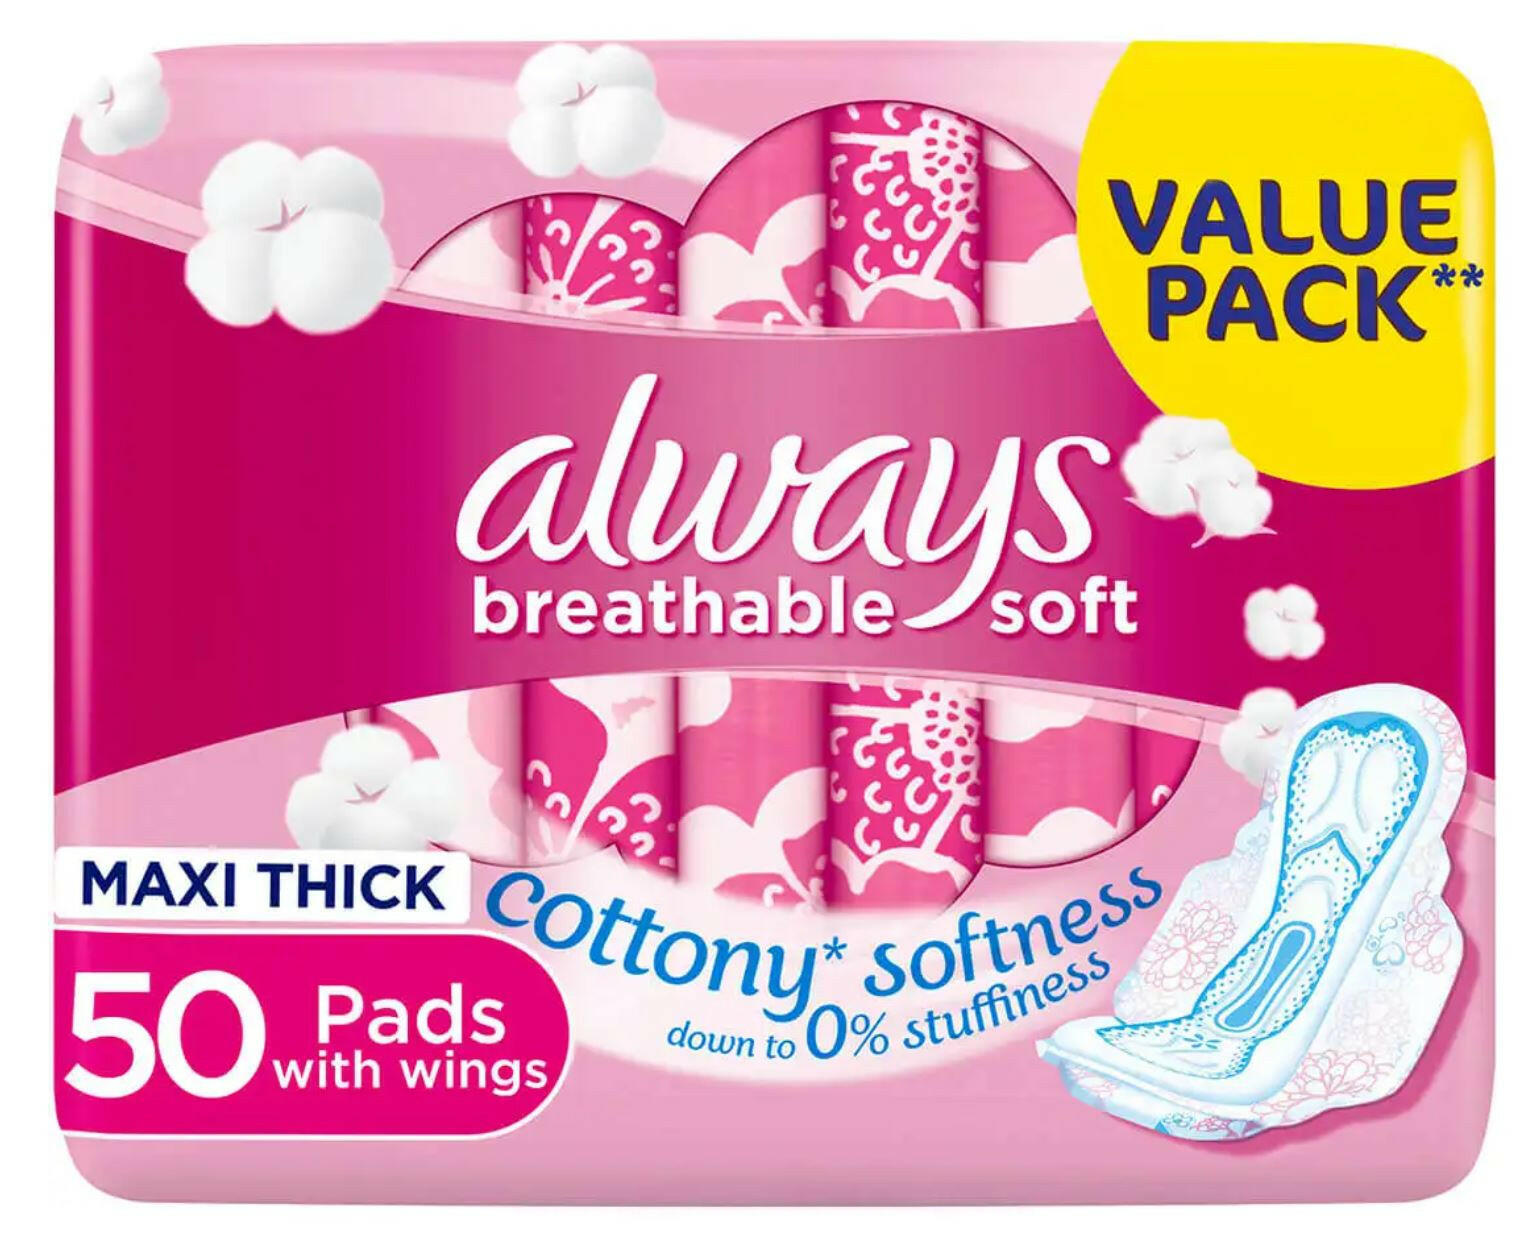 VALUE
PACK**
always
breathable soft
MAXI THICK
50 Pads
with wings
cottony* softness
down to 0% stuffiness